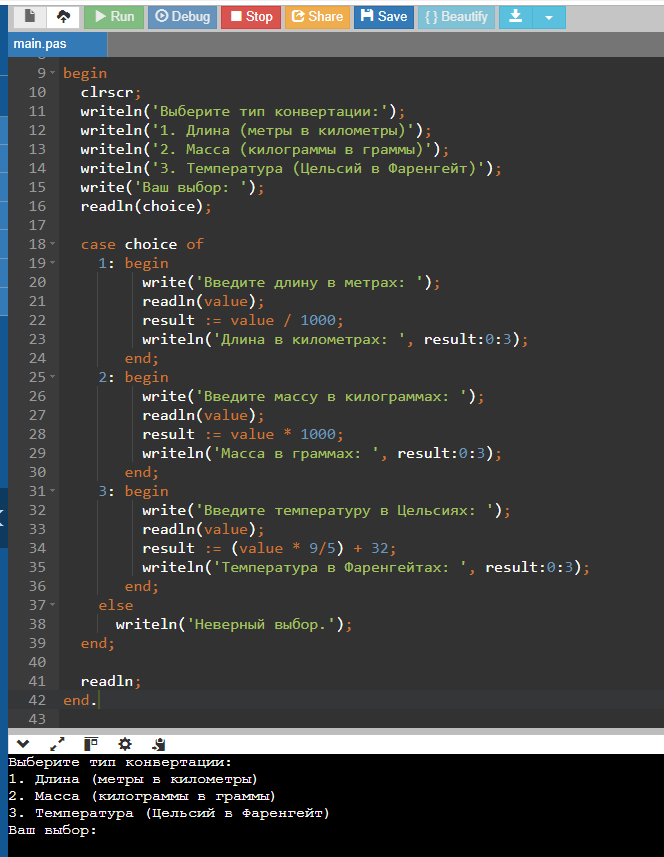 Run Debug Stop Share Save { } Beautify
main.pas
9 begin
10 clrscr;
11 writeln('Выберите тип конвертации:');
12 writeln('1. Длина (метры в километры)');
13 writeln('2. Масса (килограммы в граммы)');
14 writeln('3. Температура (Цельсий в Фаренгейт)');
15 write('Ваш выбор: ');
16 readln(choice);
17
18 case choice of
19 1: begin
20 write('Введите длину в метрах: ');
21 readln(value);
22 result := value / 1000;
23 writeln('Длина в километрах: ', result:0:3);
24 end;
25 2: begin
26 write('Введите массу в килограммах: ');
27 readln(value);
28 result := value * 1000;
29 writeln('Масса в граммах: ', result:0:3);
30 end;
31 3: begin
32 write('Введите температуру в Цельсиях: ');
33 readln(value);
34 result := (value * 9/5) + 32;
35 writeln('Температура в Фаренгейтах: ', result:0:3);
36 end;
37 else
38 writeln('Неверный выбор.');
39 end;
40
41 readln;
42 end.
43
Выберите тип конвертации:
1. Длина (метры в километры)
2. Масса (килограммы в граммы)
3. Температура (Цельсий в Фаренгейт)
Ваш выбор: